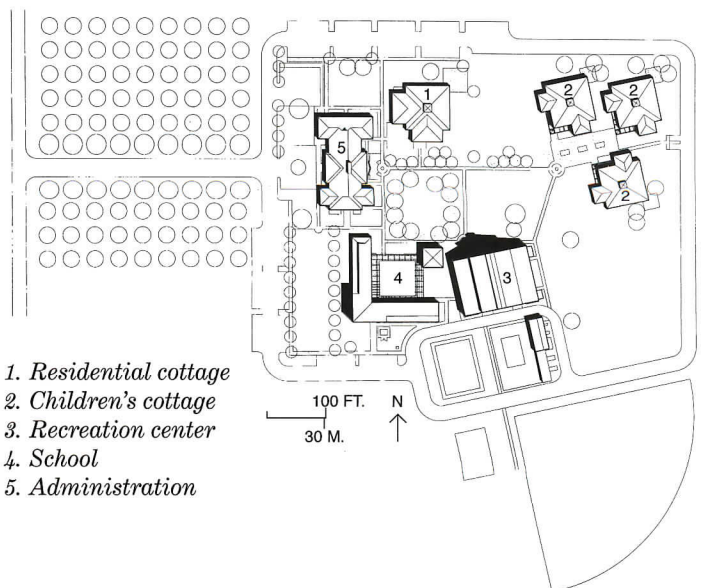 1
2
2
5
2
4
3
1. Residential cottage
2. Children's cottage
3. Recreation center
4. School
5. Administration
100 FT.
N
30 M.